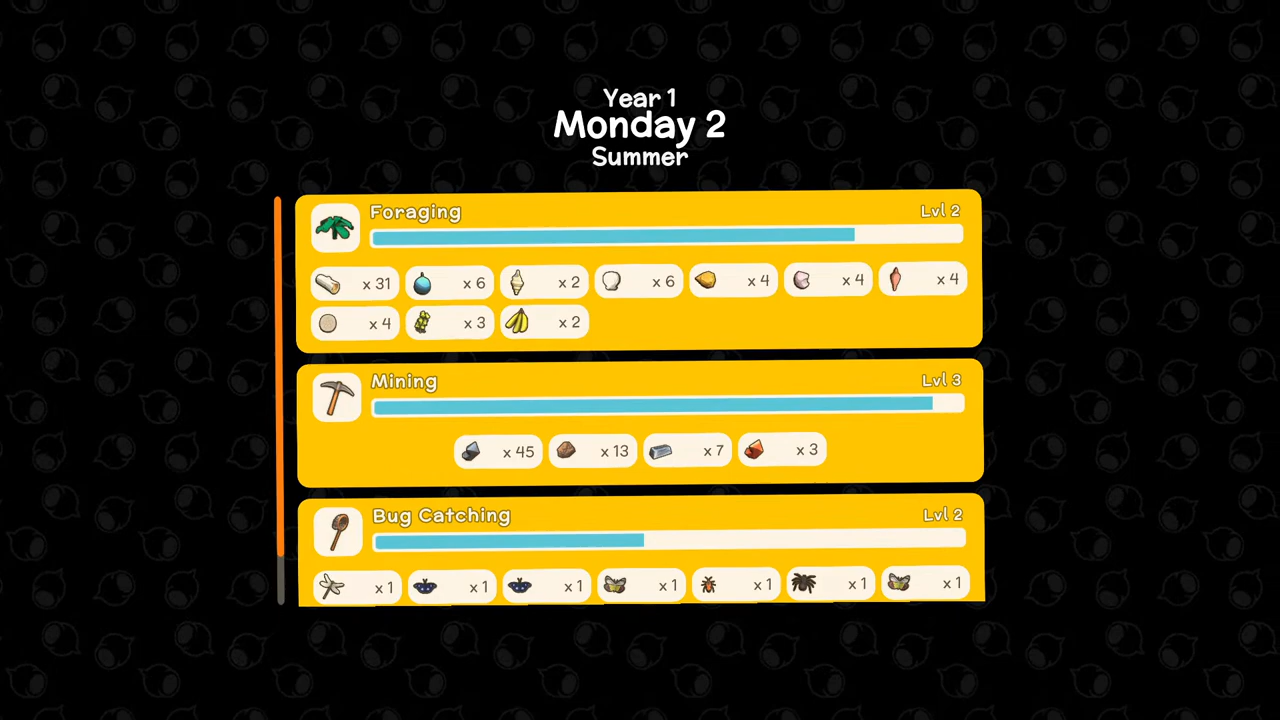 Year 1
Monday 2
Summer
Foraging Lvl 2
x 31 x 6 x 2 x 6 x 4 x 4 x 4
x 4 x 3 x 2
Mining Lvl 3
x 45 x 13 x 7 x 3
Bug Catching Lvl 2
x 1 x 1 x 1 x 1 x 1 x 1 x 1